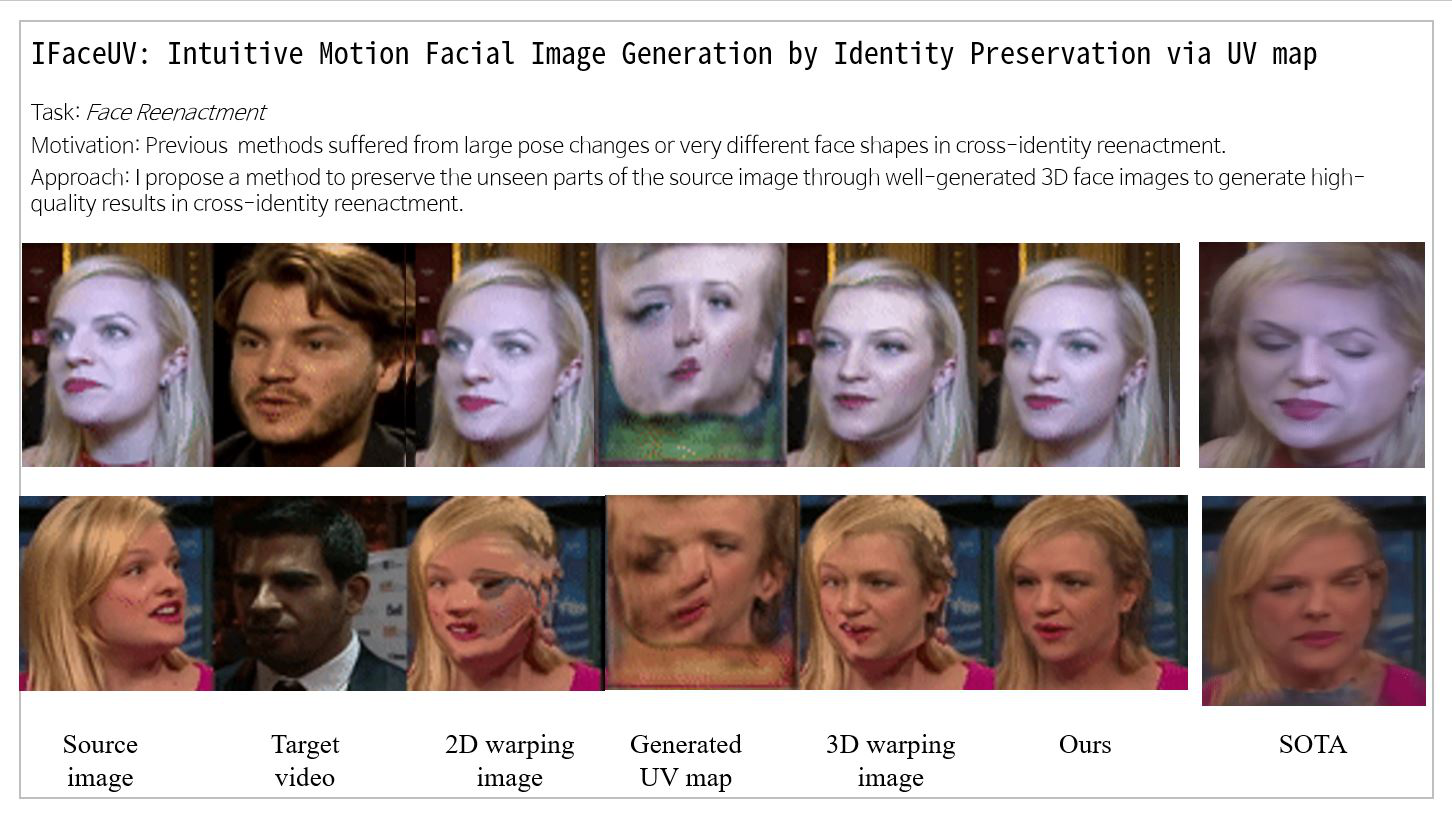 IFaceUV: Intuitive Motion Facial Image Generation by Identity Preservation via UV map
Task: Face Reenactment
Motivation: Previous methods suffered from large pose changes or very different face shapes in cross-identity reenactment.
Approach: I propose a method to preserve the unseen parts of the source image through well-generated 3D face images to generate high-
quality results in cross-identity reenactment.
Source image
Target video
2D warping image
Generated UV map
3D warping image
Ours
SOTA